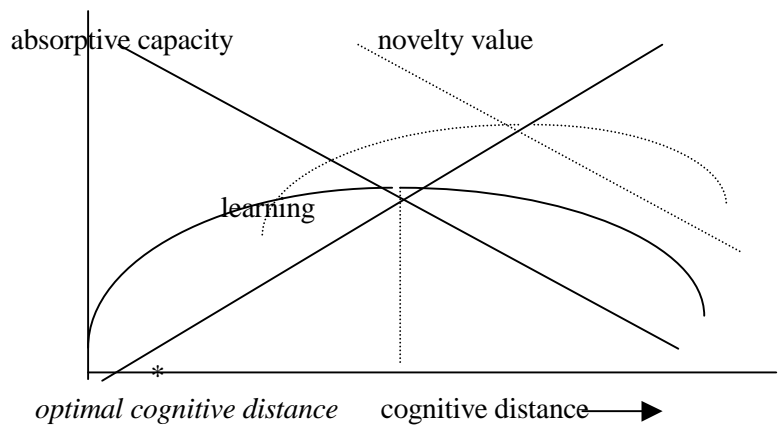 absorptive capacity novelty value
learning
*
optimal cognitive distance cognitive distance